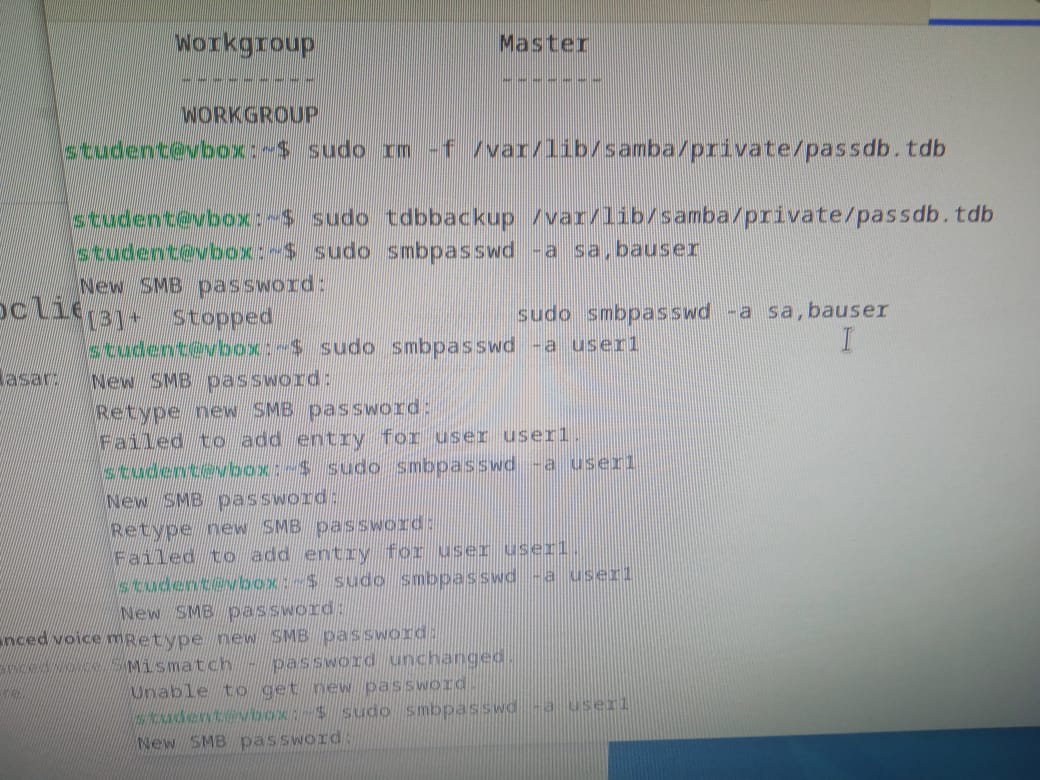 Workgroup Master
--------- -------
WORKGROUP
student@vbox:~$ sudo rm -f /var/lib/samba/private/passdb.tdb
student@vbox:~$ sudo tdbbackup /var/lib/samba/private/passdb.tdb
student@vbox:~$ sudo smbpasswd -a sa,bauser
New SMB password:
[3]+ Stopped sudo smbpasswd -a sa,bauser
student@vbox:~$ sudo smbpasswd -a user1
New SMB password:
Retype new SMB password:
Failed to add entry for user user1.
student@vbox:~$ sudo smbpasswd -a user1
New SMB password:
Retype new SMB password:
Failed to add entry for user user1.
student@vbox:~$ sudo smbpasswd -a user1
New SMB password:
Retype new SMB password:
Mismatch - password unchanged.
Unable to get new password.
student@vbox:~$ sudo smbpasswd -a user1
New SMB password: